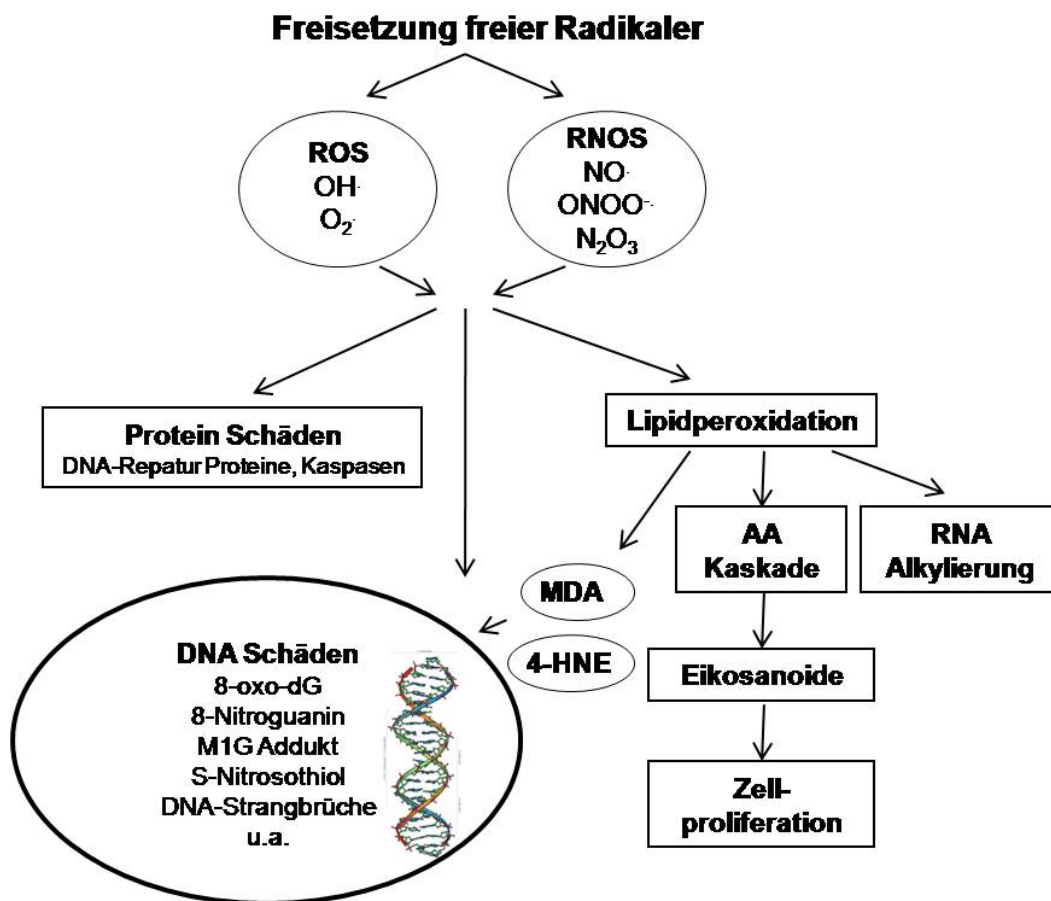 Freisetzung freier Radikaler
ROS
OH·
O₂·
RNOS
NO·
ONOO⁻·
N₂O₃
Protein Schäden
DNA-Repatur Proteine, Kaspasen
Lipidperoxidation
AA
Kaskade
RNA
Alkylierung
MDA
4-HNE
Eikosanoide
Zell-
proliferation
DNA Schäden
8-oxo-dG
8-Nitroguanin
M1G Addukt
S-Nitrosothiol
DNA-Strangbrüche
u.a.